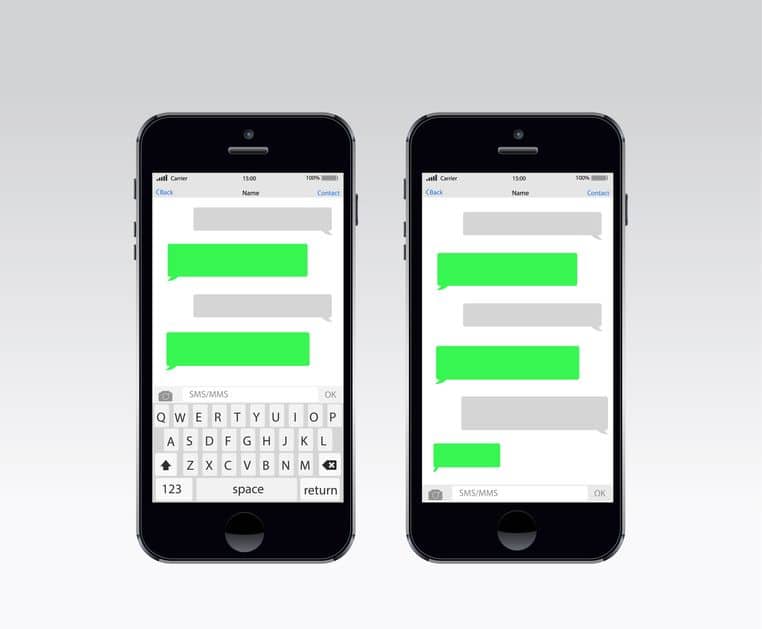 Carrier 15:00 100%
Back Name Contact
SMS/MMS OK
Q W E R T Y U I O P
A S D F G H J K L
Z X C V B N M
123 space return
Carrier 15:00 100%
Back Name Contact
SMS/MMS OK